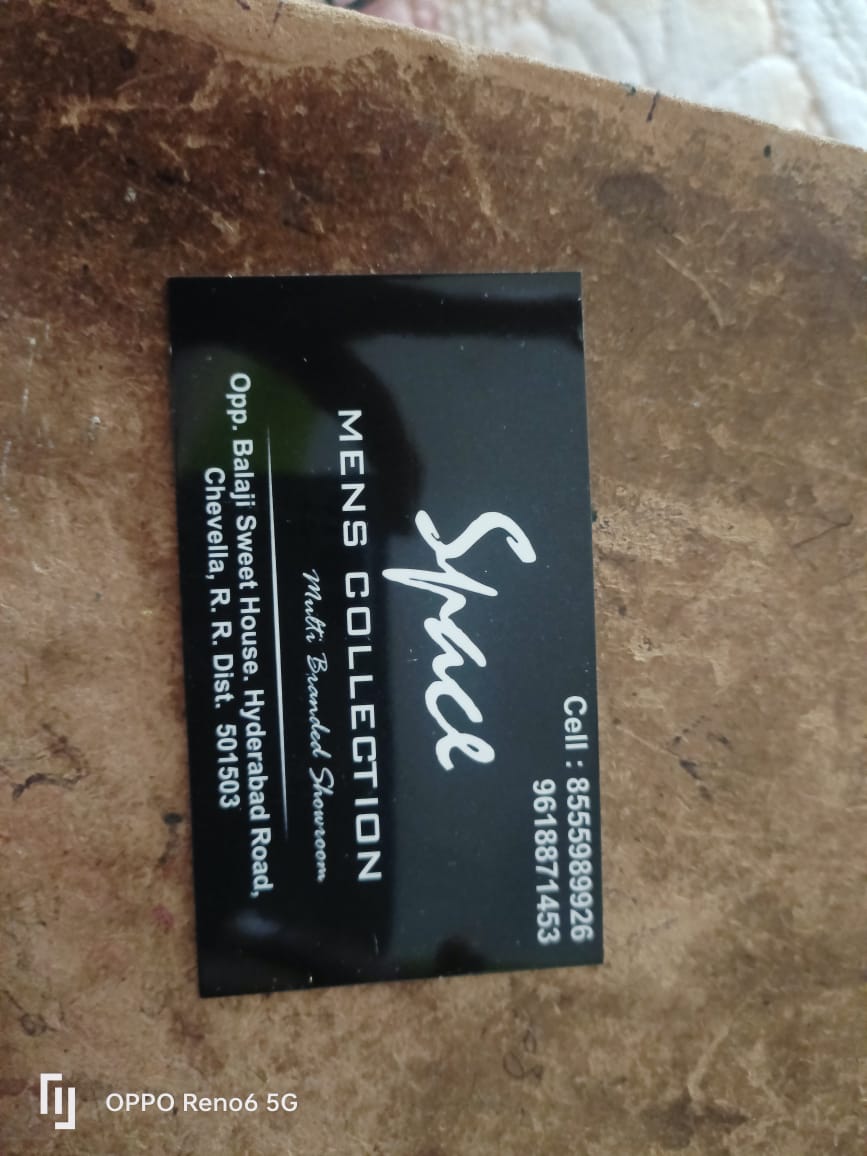 Cell : 8555989926
9618871453
Space
MENS COLLECTION
Multi Branded Showroom
Opp. Balaji Sweet House. Hyderabad Road,
Chevella, R. R. Dist. 501503
OPPO Reno6 5G